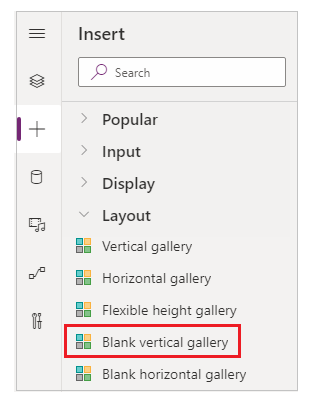 Insert
Search
Popular
Input
Display
Layout
Vertical gallery
Horizontal gallery
Flexible height gallery
Blank vertical gallery
Blank horizontal gallery